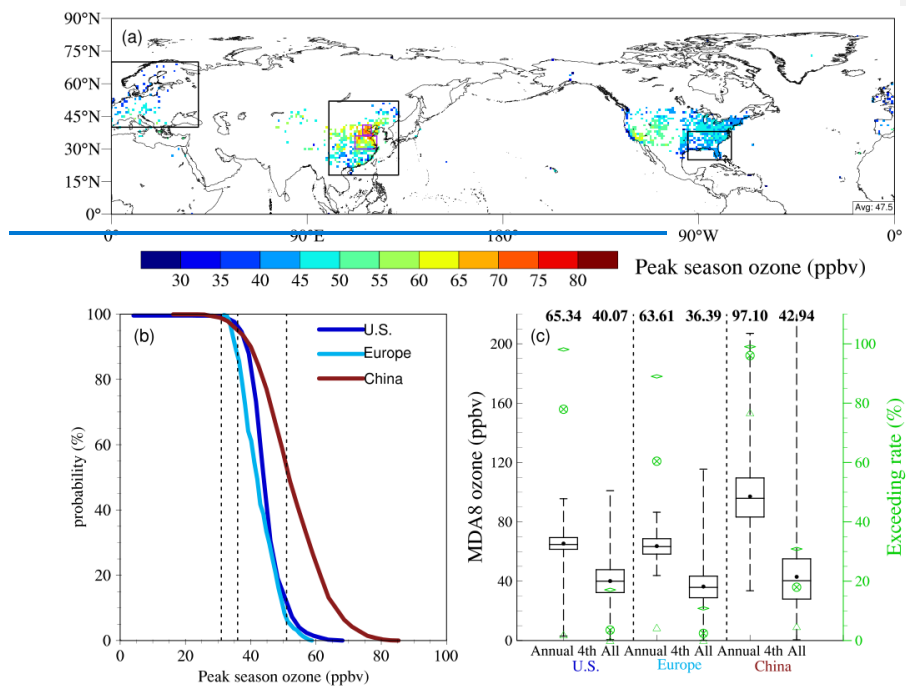 90°N
(a)
75°N
60°N
45°N
30°N
15°N
0°
Avg: 47.5
0° 90°E 180° 90°W 0°
30 35 40 45 50 55 60 65 70 75 80
Peak season ozone (ppbv)
(b)
U.S.
Europe
China
100
80
60
40
20
0
probability (%)
0 20 40 60 80 100
Peak season ozone (ppbv)
65.34 40.07 63.61 36.39 97.10 42.94
(c)
220
200
160
120
80
40
0
MDA8 ozone (ppbv)
100
80
60
40
20
0
Exceeding rate (%)
Annual 4th All Annual 4th All Annual 4th All
U.S. Europe China